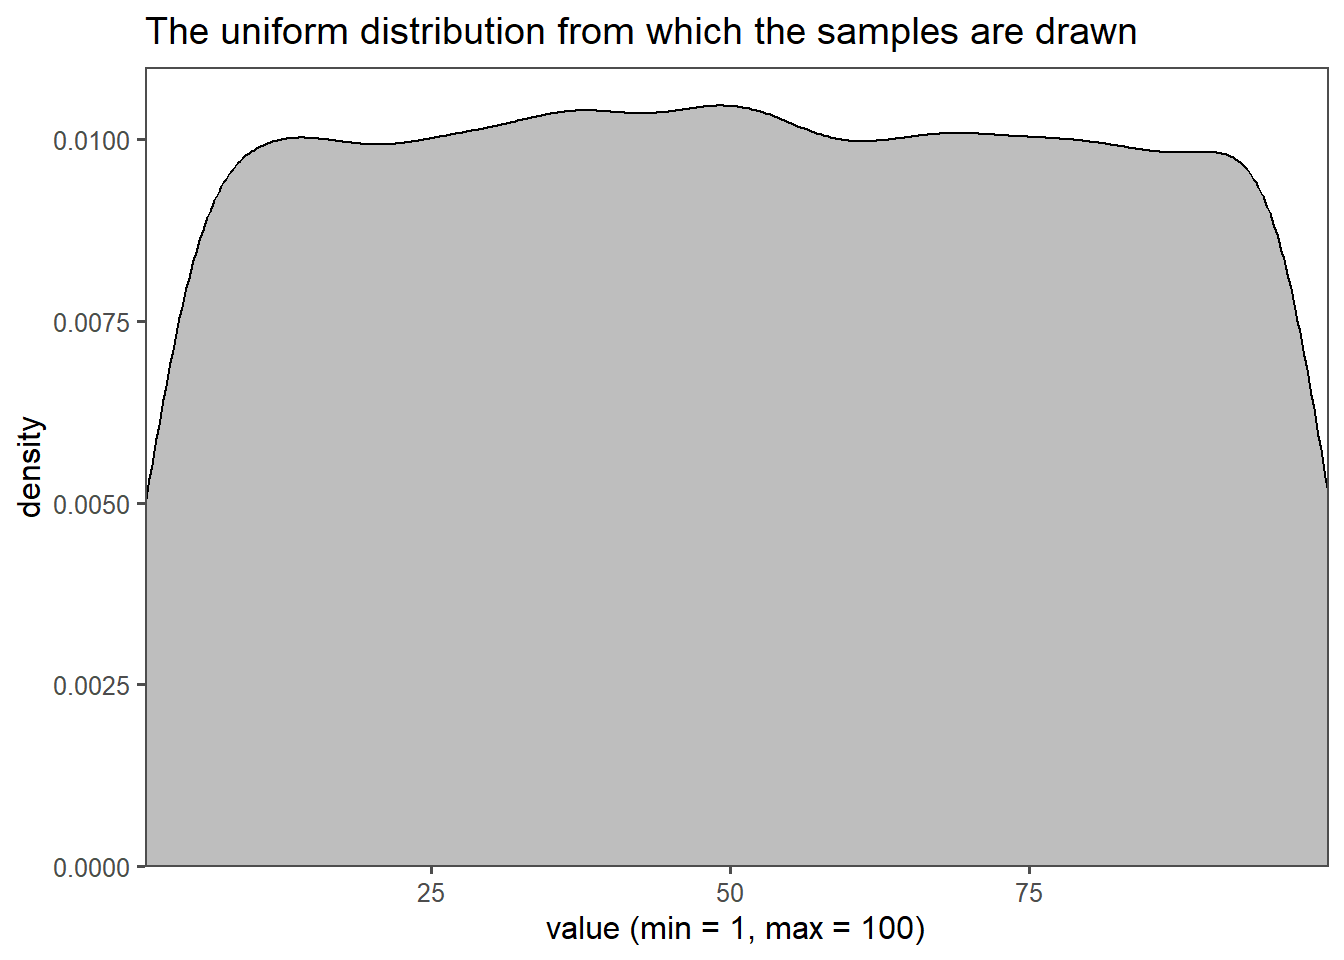 The uniform distribution from which the samples are drawn
0.0100
0.0075
0.0050
0.0025
0.0000
density
25 50 75
value (min = 1, max = 100)